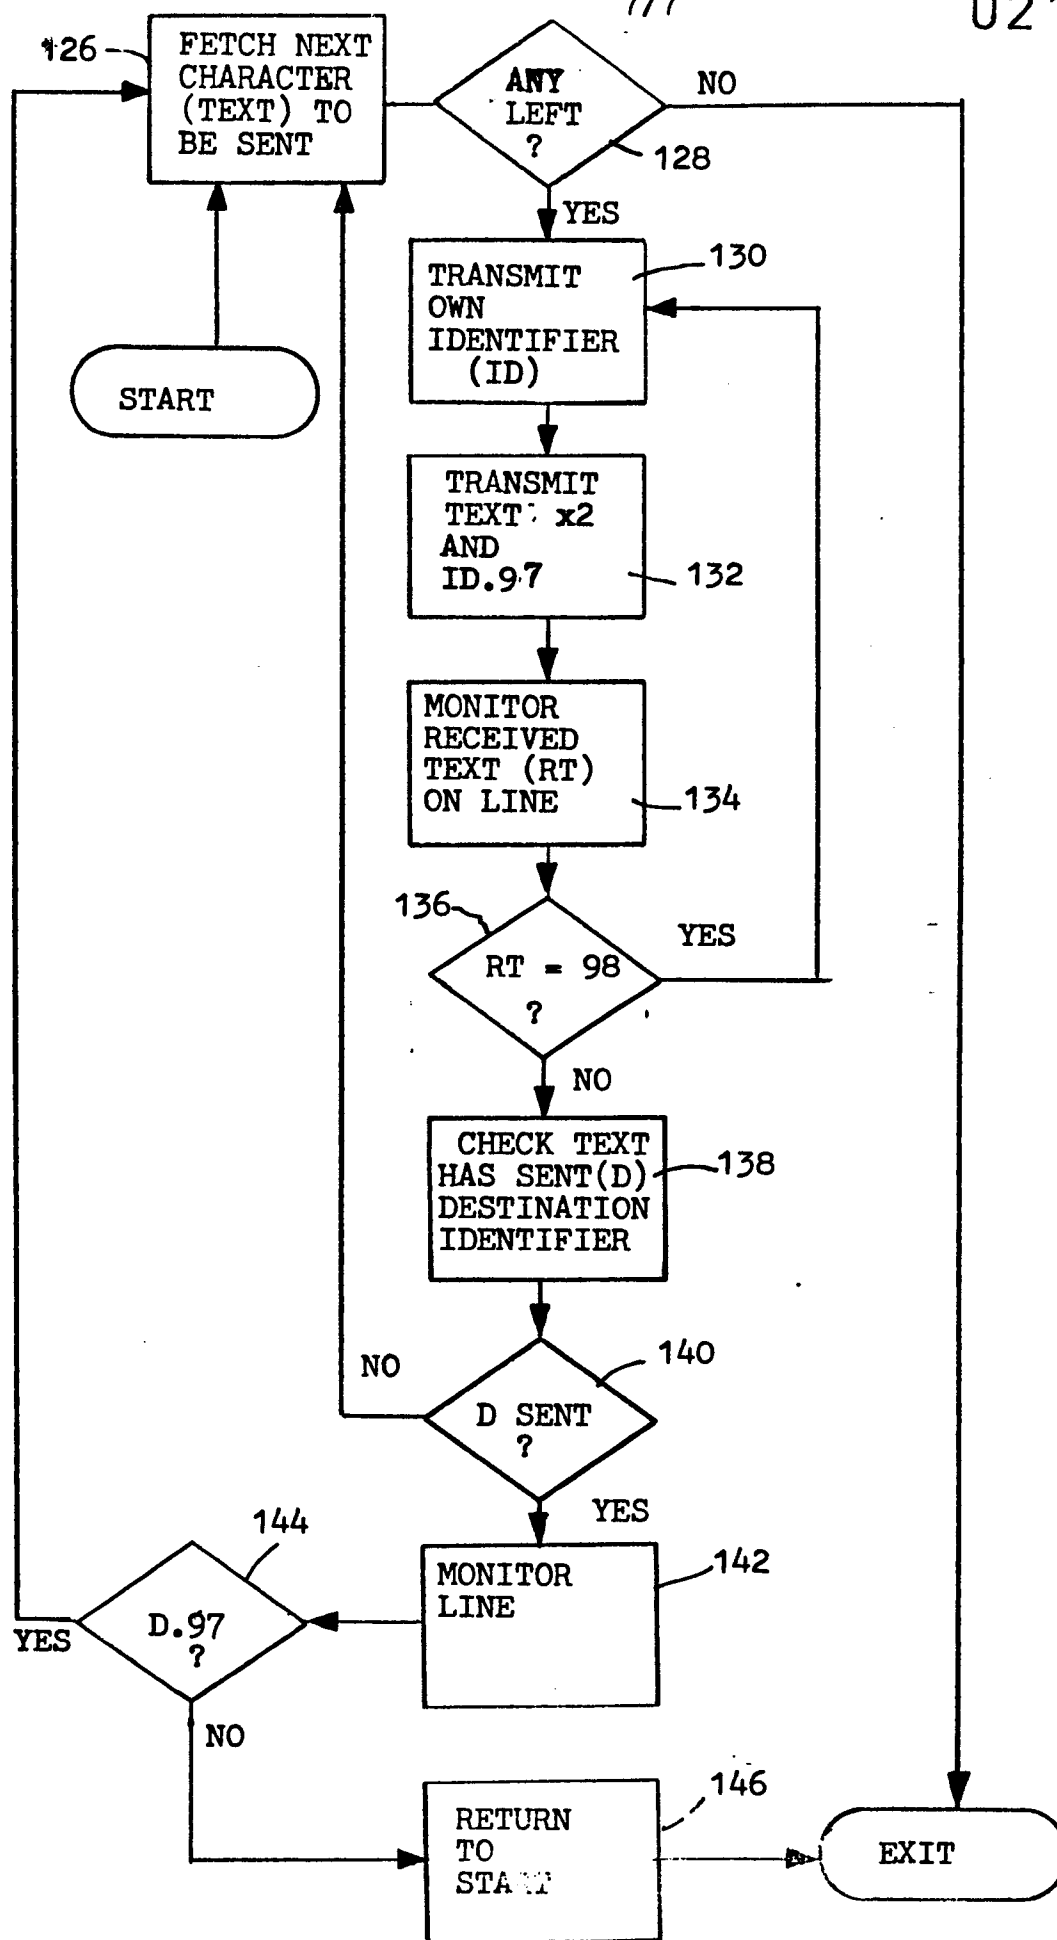 126
FETCH NEXT
CHARACTER
(TEXT) TO
BE SENT
ANY
LEFT
?
NO
128
YES
START
TRANSMIT
OWN
IDENTIFIER
(ID)
130
TRANSMIT
TEXT x2
AND
ID.97
132
MONITOR
RECEIVED
TEXT (RT)
ON LINE
134
136
RT = 98
?
YES
NO
CHECK TEXT
HAS SENT(D)
DESTINATION
IDENTIFIER
138
NO
D SENT
?
140
YES
144
D.97
?
YES
NO
MONITOR
LINE
142
RETURN
TO
START
146
EXIT